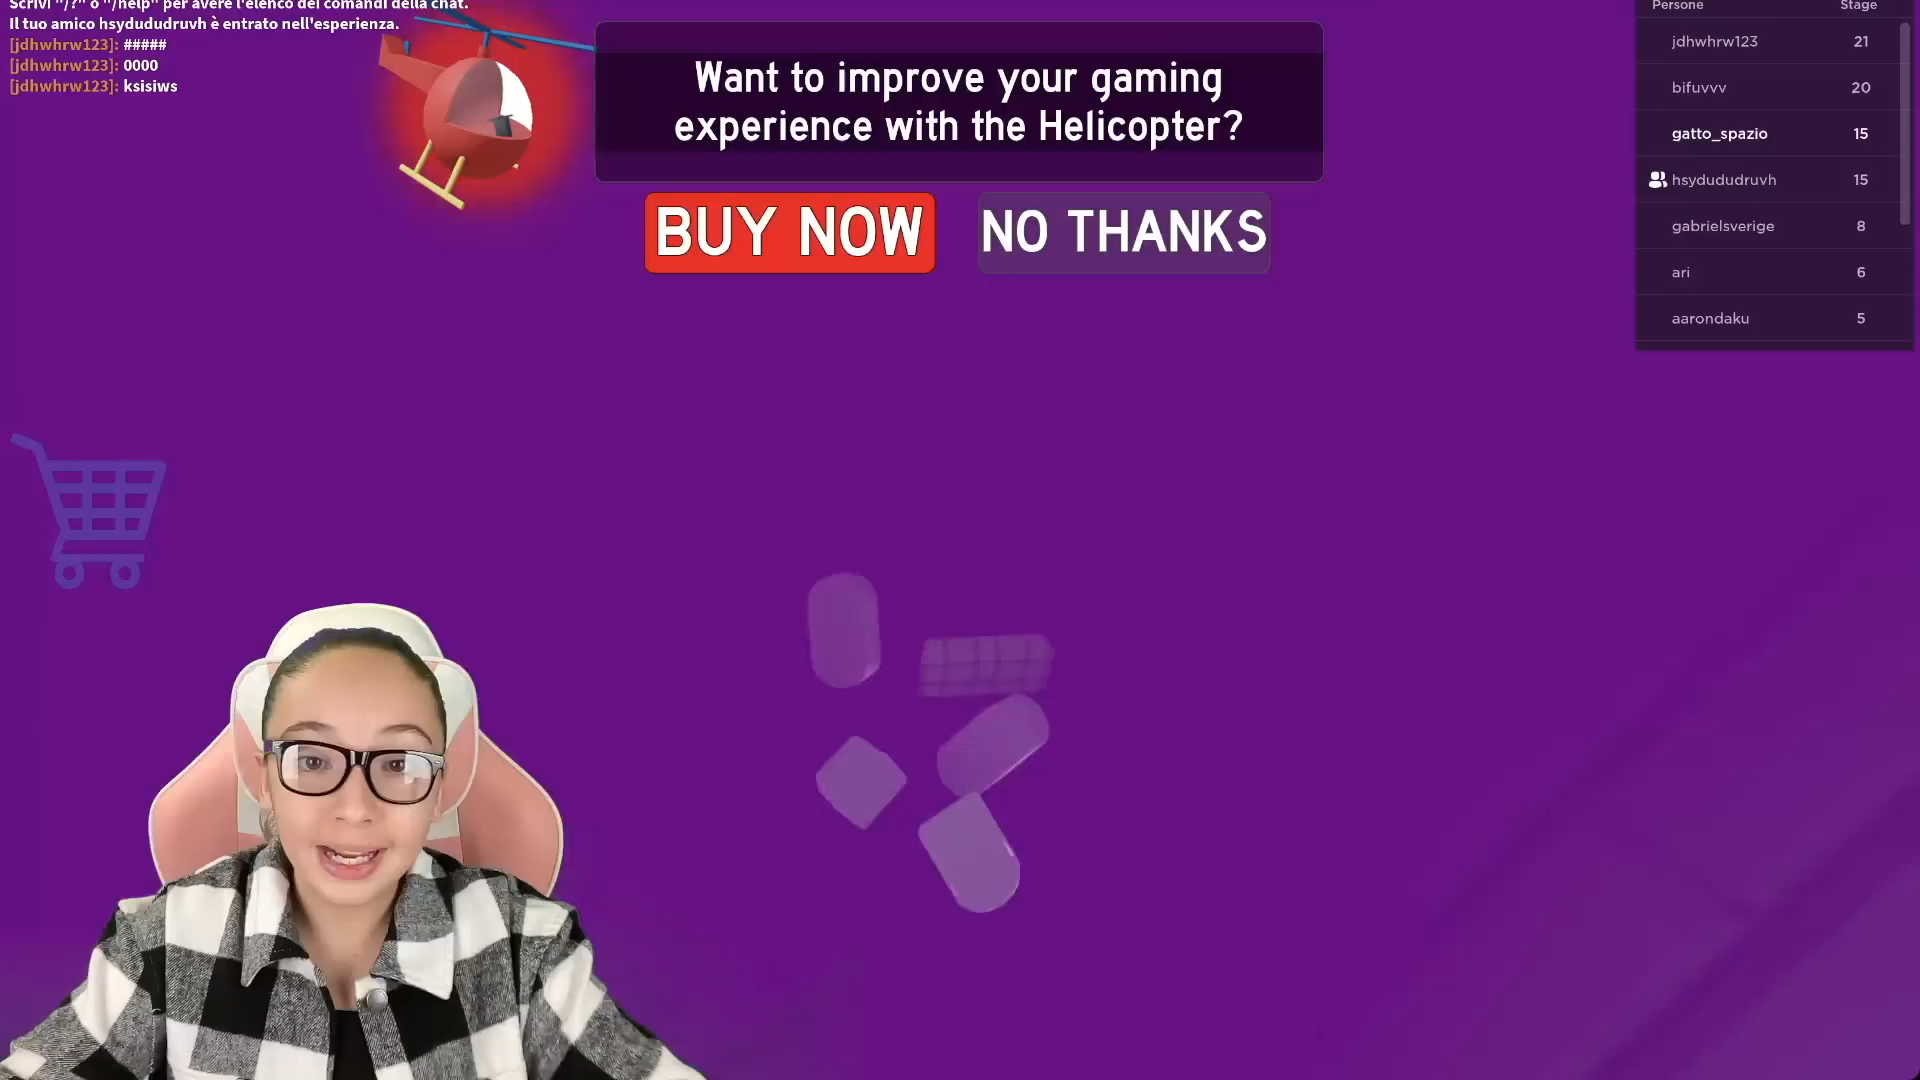 Scrivi "/?" o "/help" per avere l'elenco dei comandi della chat.
Il tuo amico hsydududruvh è entrato nell'esperienza.
[jdhwhrw123]: #####
[jdhwhrw123]: 0000
[jdhwhrw123]: ksisiws
Want to improve your gaming
experience with the Helicopter?
BUY NOW NO THANKS
Persone Stage
jdhwhrw123 21
bifuvvv 20
gatto_spazio 15
hsydududruvh 15
gabrielsverige 8
ari 6
aarondaku 5